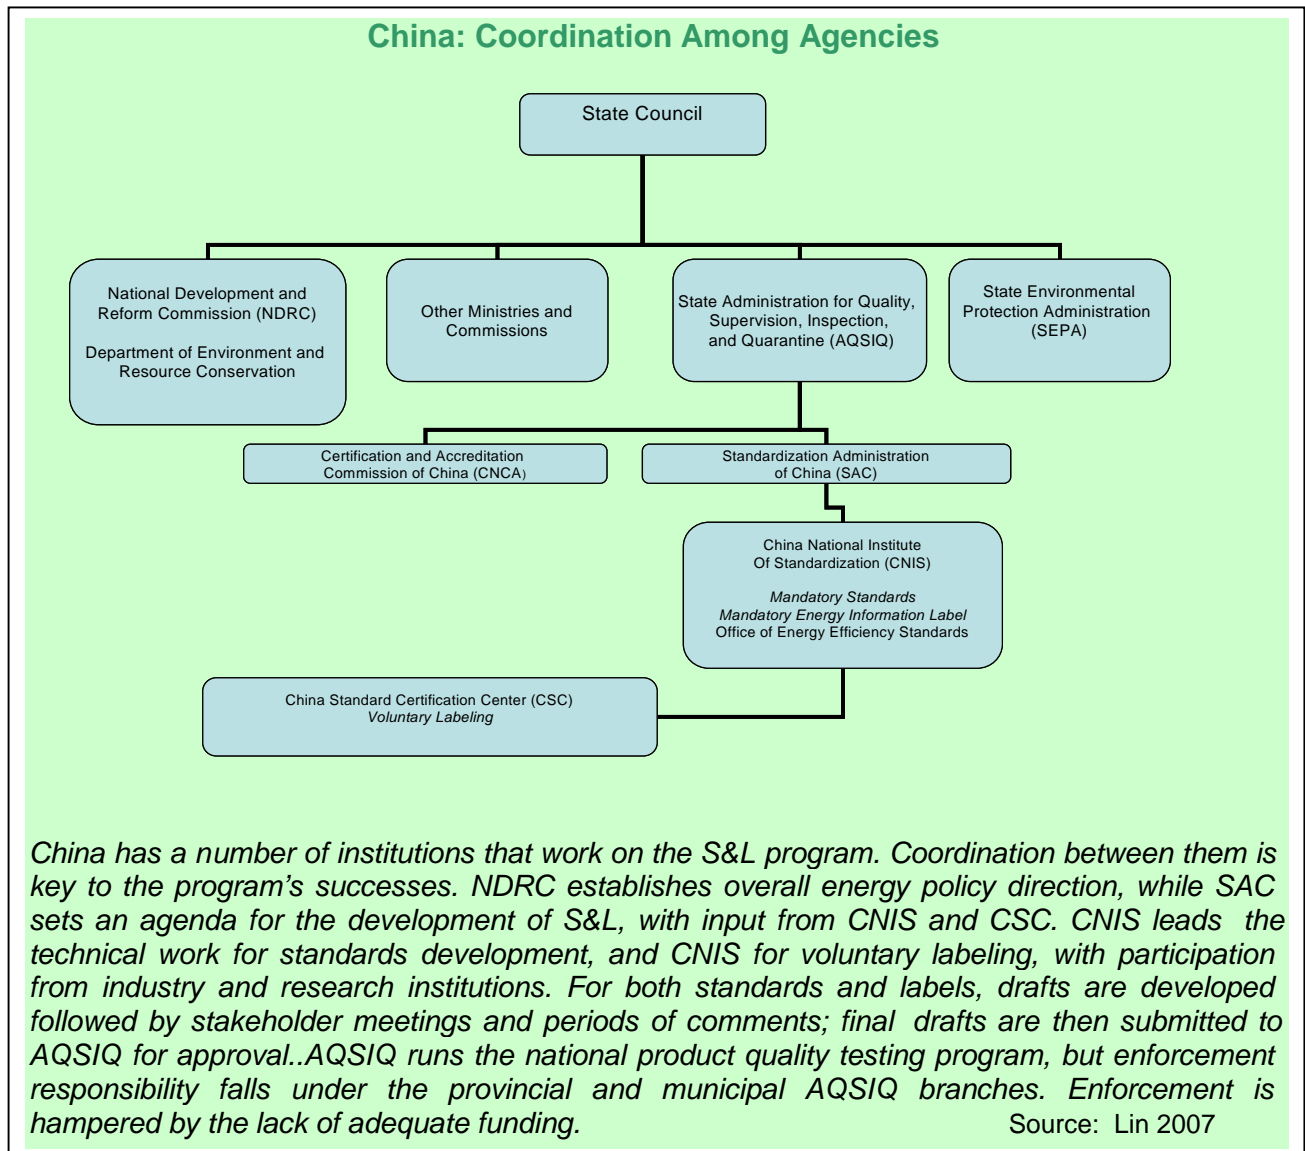 China: Coordination Among Agencies
State Council
National Development and
Reform Commission (NDRC)
Department of Environment and
Resource Conservation
Other Ministries and
Commissions
State Administration for Quality,
Supervision, Inspection,
and Quarantine (AQSIQ)
State Environmental
Protection Administration
(SEPA)
Certification and Accreditation
Commission of China (CNCA)
Standardization Administration
of China (SAC)
China National Institute
Of Standardization (CNIS)
Mandatory Standards
Mandatory Energy Information Label
Office of Energy Efficiency Standards
China Standard Certification Center (CSC)
Voluntary Labeling
China has a number of institutions that work on the S&L program. Coordination between them is
key to the program's successes. NDRC establishes overall energy policy direction, while SAC
sets an agenda for the development of S&L, with input from CNIS and CSC. CNIS leads the
technical work for standards development, and CNIS for voluntary labeling, with participation
from industry and research institutions. For both standards and labels, drafts are developed
followed by stakeholder meetings and periods of comments; final drafts are then submitted to
AQSIQ for approval..AQSIQ runs the national product quality testing program, but enforcement
responsibility falls under the provincial and municipal AQSIQ branches. Enforcement is
hampered by the lack of adequate funding. Source: Lin 2007